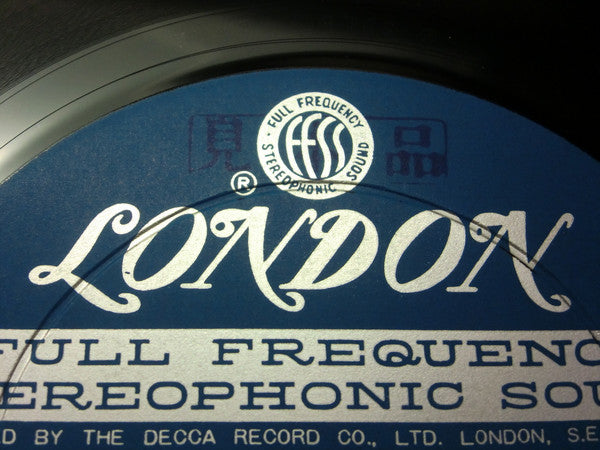 FULL FREQUENCY
ffss
STEREOPHONIC SOUND
見 品
®
LONDON
FULL FREQUENC
EREOPHONIC SOU
D BY THE DECCA RECORD CO., LTD. LONDON, S.E